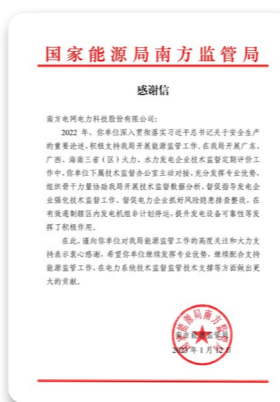 国家能源局南方监管局
感谢信
南方电网电力科技股份有限公司：
2022 年，你单位深入贯彻落实习近平总书记关于安全生产
的重要论述，积极支持我局开展能源监管工作，在我局开展广东、
广西、海南三省（区）火力、水力发电企业技术监督定期评价工
作中，你单位下属技术监督办公室主动对接，充分发挥专业优势，
组织骨干力量协助我局开展技术监督数据分析，督促指导发电企
业强化技术监督工作，督促电力企业抓好风险隐患排查整改，在
有效遏制辖区内发电机组非计划停运，提升发电设备可靠性等发
挥了积极作用。
在此，谨向你单位对我局能源监管工作的高度关注和大力支
持表示衷心感谢，希望你单位继续发挥专业优势，继续配合支持
能源监管工作，在电力系统技术监督监管技术支撑等方面做出更
大的贡献。
南方能源监管局
2023 年 1 月 12 日